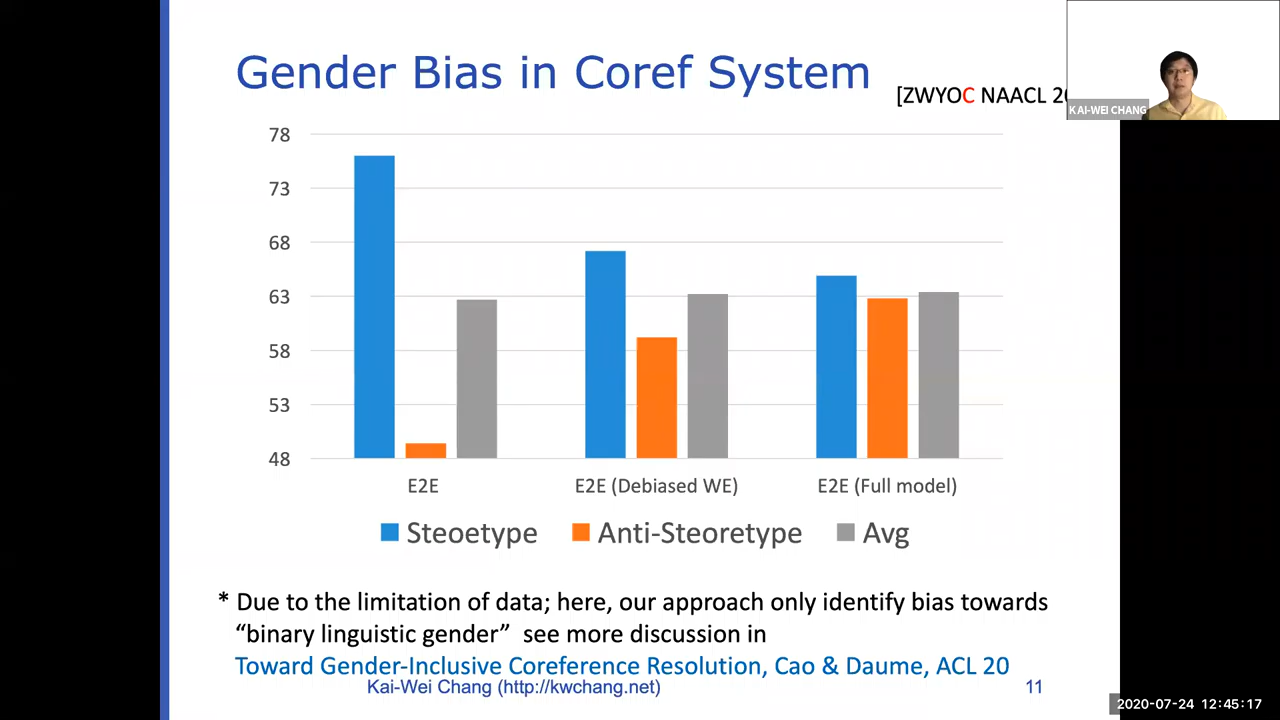 Gender Bias in Coref System
[ZWYOC NAACL
KAI-WEI CHANG
78
73
68
63
58
53
48
E2E
E2E (Debiased WE)
E2E (Full model)
Steoetype
Anti-Steoretype
Avg
* Due to the limitation of data; here, our approach only identify bias towards
“binary linguistic gender” see more discussion in
Toward Gender-Inclusive Coreference Resolution, Cao & Daume, ACL 20
Kai-Wei Chang (http://kwchang.net)
11
2020-07-24 12:45:17